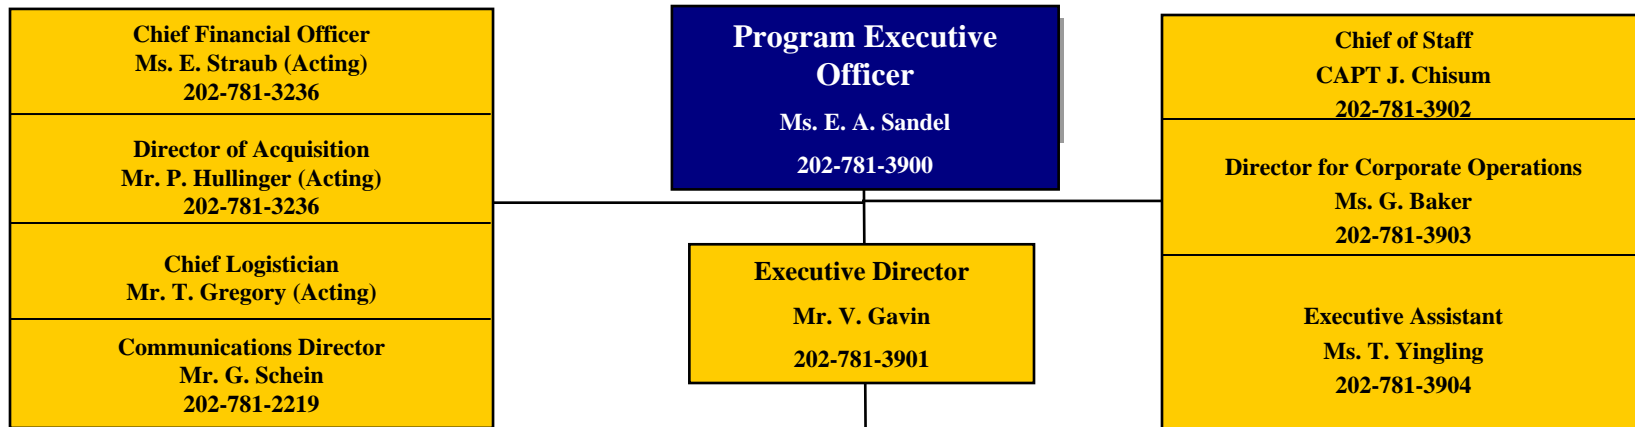 Chief Financial Officer
Ms. E. Straub (Acting)
202-781-3236
Director of Acquisition
Mr. P. Hullinger (Acting)
202-781-3236
Chief Logistician
Mr. T. Gregory (Acting)
Communications Director
Mr. G. Schein
202-781-2219
Program Executive
Officer
Ms. E. A. Sandel
202-781-3900
Executive Director
Mr. V. Gavin
202-781-3901
Chief of Staff
CAPT J. Chisum
202-781-3902
Director for Corporate Operations
Ms. G. Baker
202-781-3903
Executive Assistant
Ms. T. Yingling
202-781-3904